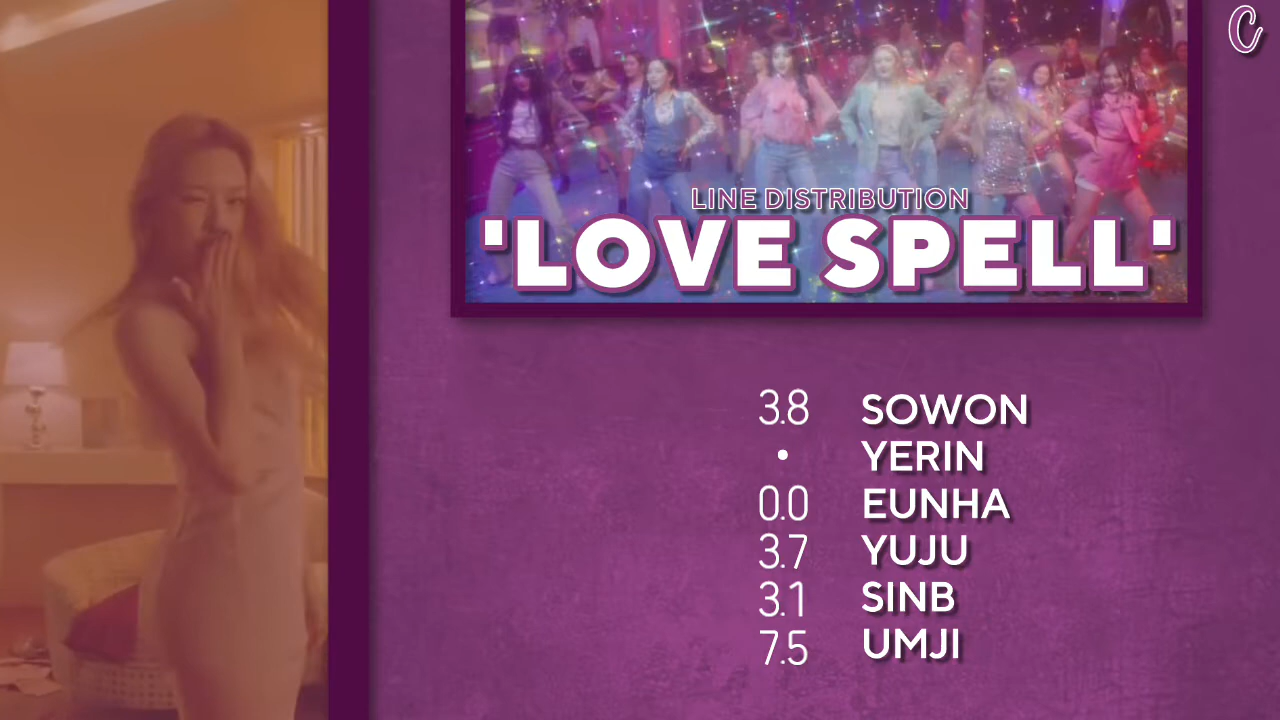 C
LINE DISTRIBUTION
'LOVE SPELL'
3.8 SOWON
• YERIN
0.0 EUNHA
3.7 YUJU
3.1 SINB
7.5 UMJI